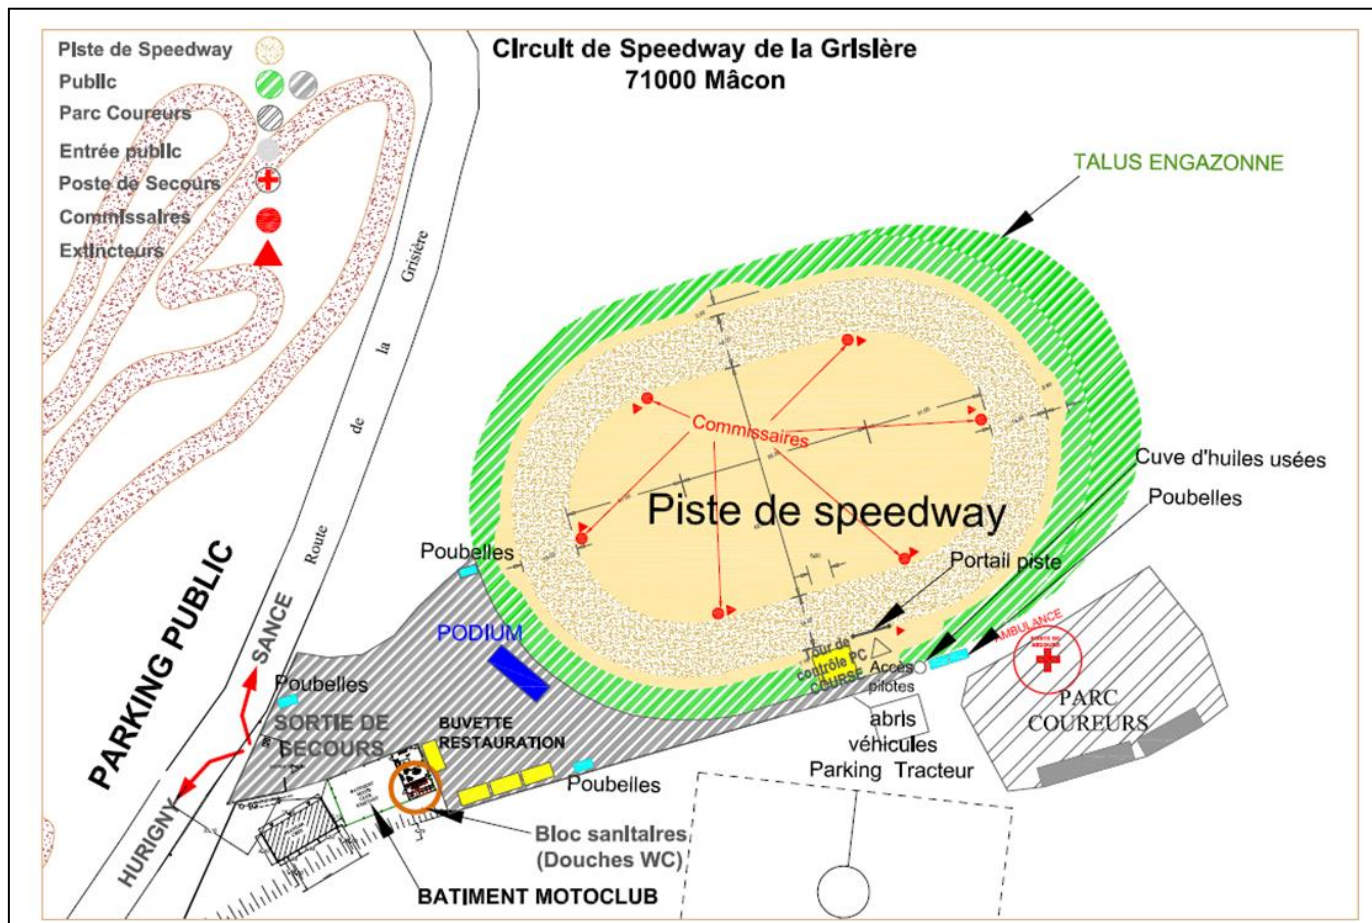 Circuit de Speedway de la Grisière
71000 Mâcon
Piste de Speedway
Public
Parc Coureurs
Entrée public
Poste de Secours
Commissaires
Extincteurs
TALUS ENGAZONNE
Route de la Grisière
Commissaires
Piste de speedway
Cuve d'huiles usées
Poubelles
Portail piste
Poubelles
PARKING PUBLIC
SANCE
HURIGNY
PODIUM
Poubelles
SORTIE DE
SECOURS
BUVETTE
RESTAURATION
Tour de
contrôle PC
COURSE
Accès
pilotes
AMBULANCE
POSTE DE
SECOURS
PARC
COUREURS
abris
véhicules
Parking Tracteur
Poubelles
Bloc sanitaires
(Douches WC)
BATIMENT MOTOCLUB